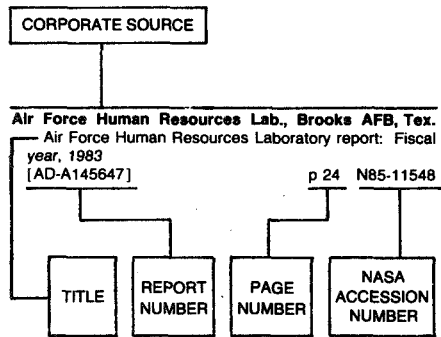 CORPORATE SOURCE
Air Force Human Resources Lab., Brooks AFB, Tex.
Air Force Human Resources Laboratory report: Fiscal
year, 1983
[AD-A145647] p 24 N85-11548
TITLE
REPORT
NUMBER
PAGE
NUMBER
NASA
ACCESSION
NUMBER